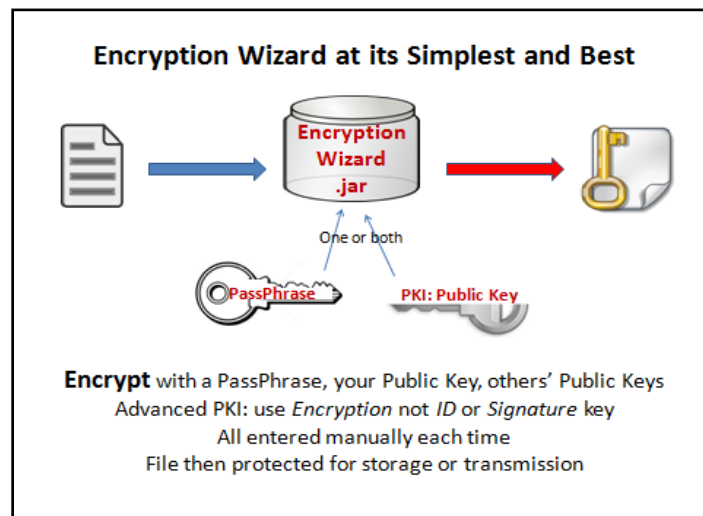 Encryption Wizard at its Simplest and Best
Encryption
Wizard
.jar
One or both
PassPhrase
PKI: Public Key
Encrypt with a PassPhrase, your Public Key, others’ Public Keys
Advanced PKI: use Encryption not ID or Signature key
All entered manually each time
File then protected for storage or transmission